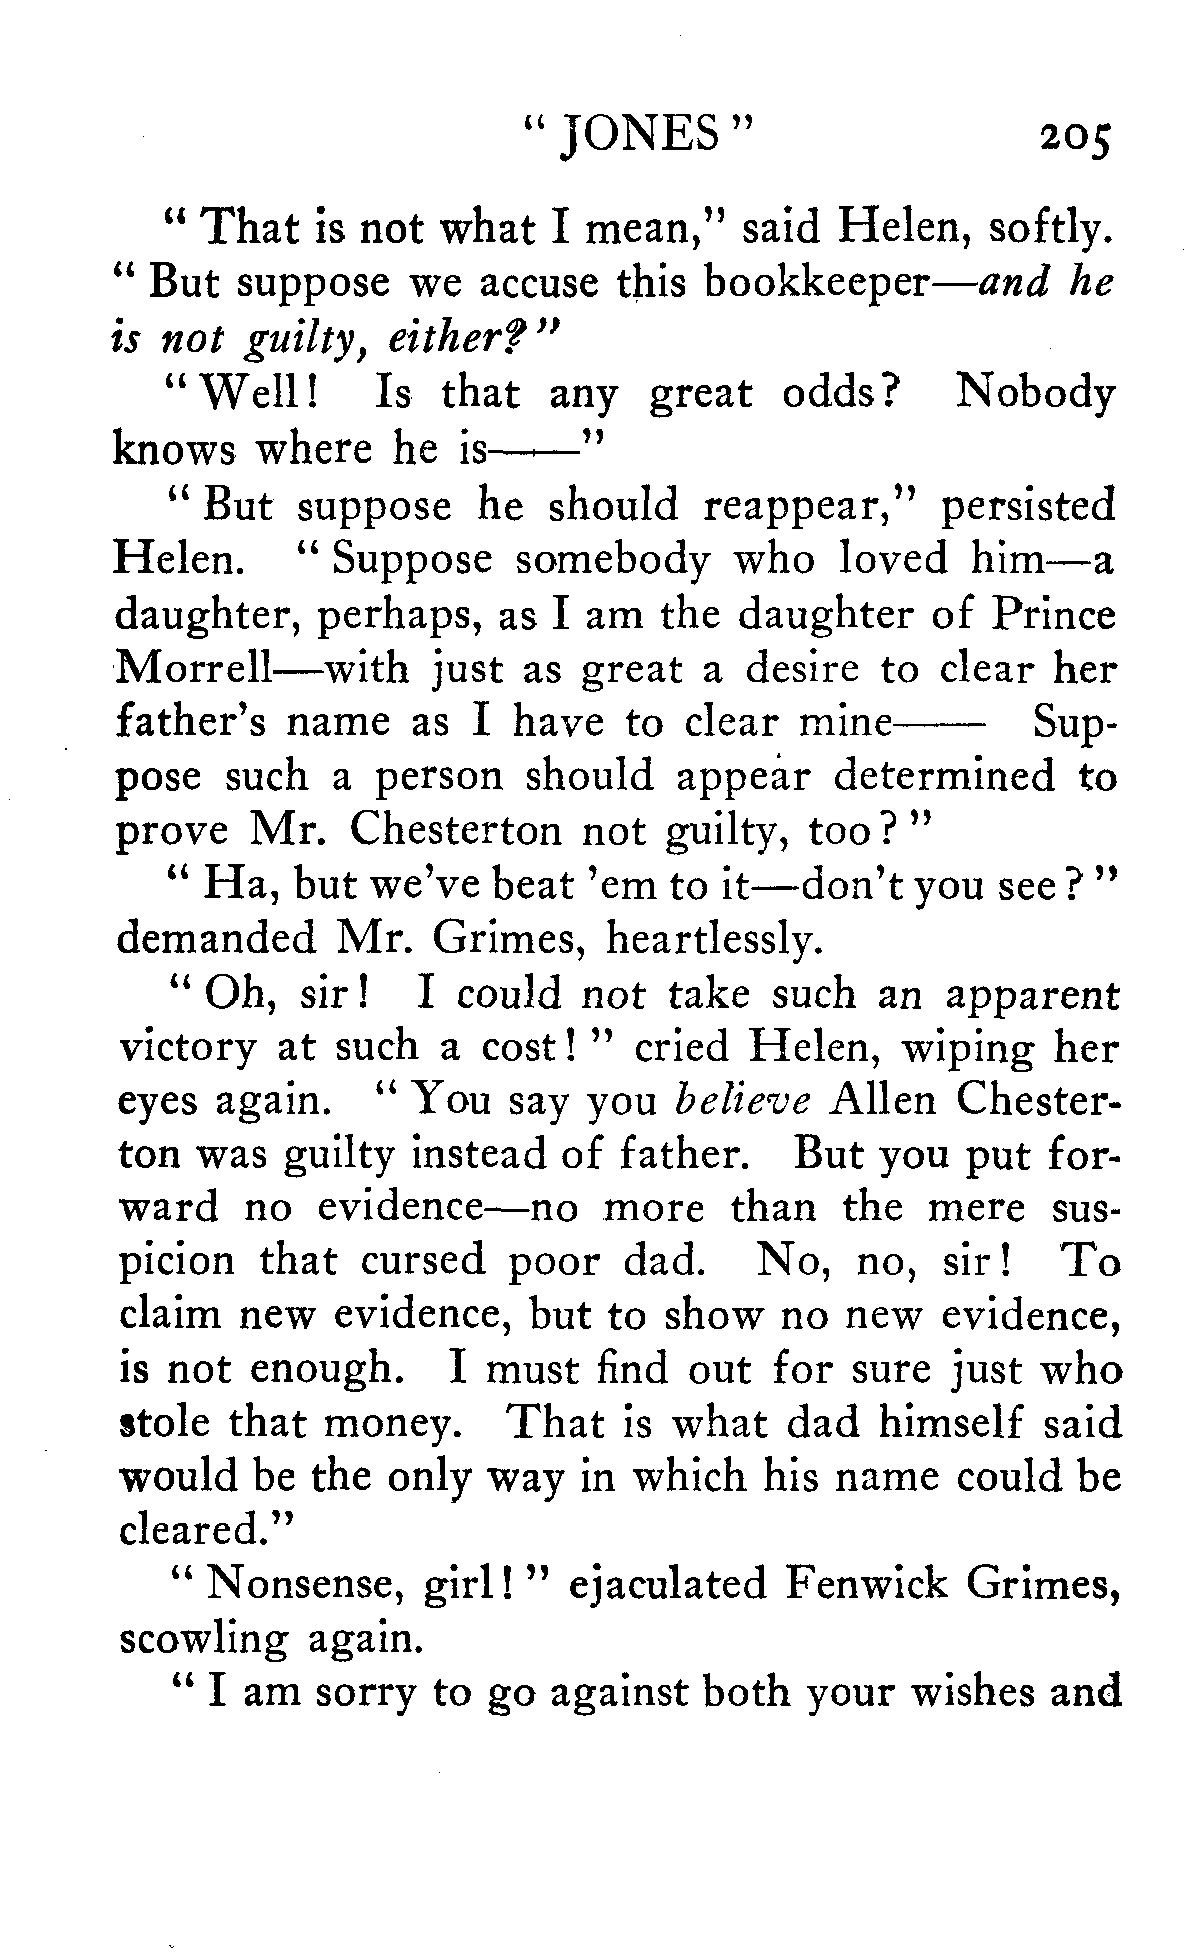 “ JONES ” 205
“ That is not what I mean,” said Helen, softly.
“ But suppose we accuse this bookkeeper—and he
is not guilty, either?”
“ Well! Is that any great odds? Nobody
knows where he is——”
“ But suppose he should reappear,” persisted
Helen. “ Suppose somebody who loved him—a
daughter, perhaps, as I am the daughter of Prince
Morrell—with just as great a desire to clear her
father’s name as I have to clear mine—— Sup-
pose such a person should appear determined to
prove Mr. Chesterton not guilty, too? ”
“ Ha, but we’ve beat ’em to it—don’t you see? ”
demanded Mr. Grimes, heartlessly.
“ Oh, sir! I could not take such an apparent
victory at such a cost! ” cried Helen, wiping her
eyes again. “ You say you believe Allen Chester-
ton was guilty instead of father. But you put for-
ward no evidence—no more than the mere sus-
picion that cursed poor dad. No, no, sir! To
claim new evidence, but to show no new evidence,
is not enough. I must find out for sure just who
stole that money. That is what dad himself said
would be the only way in which his name could be
cleared.”
“ Nonsense, girl! ” ejaculated Fenwick Grimes,
scowling again.
“ I am sorry to go against both your wishes and